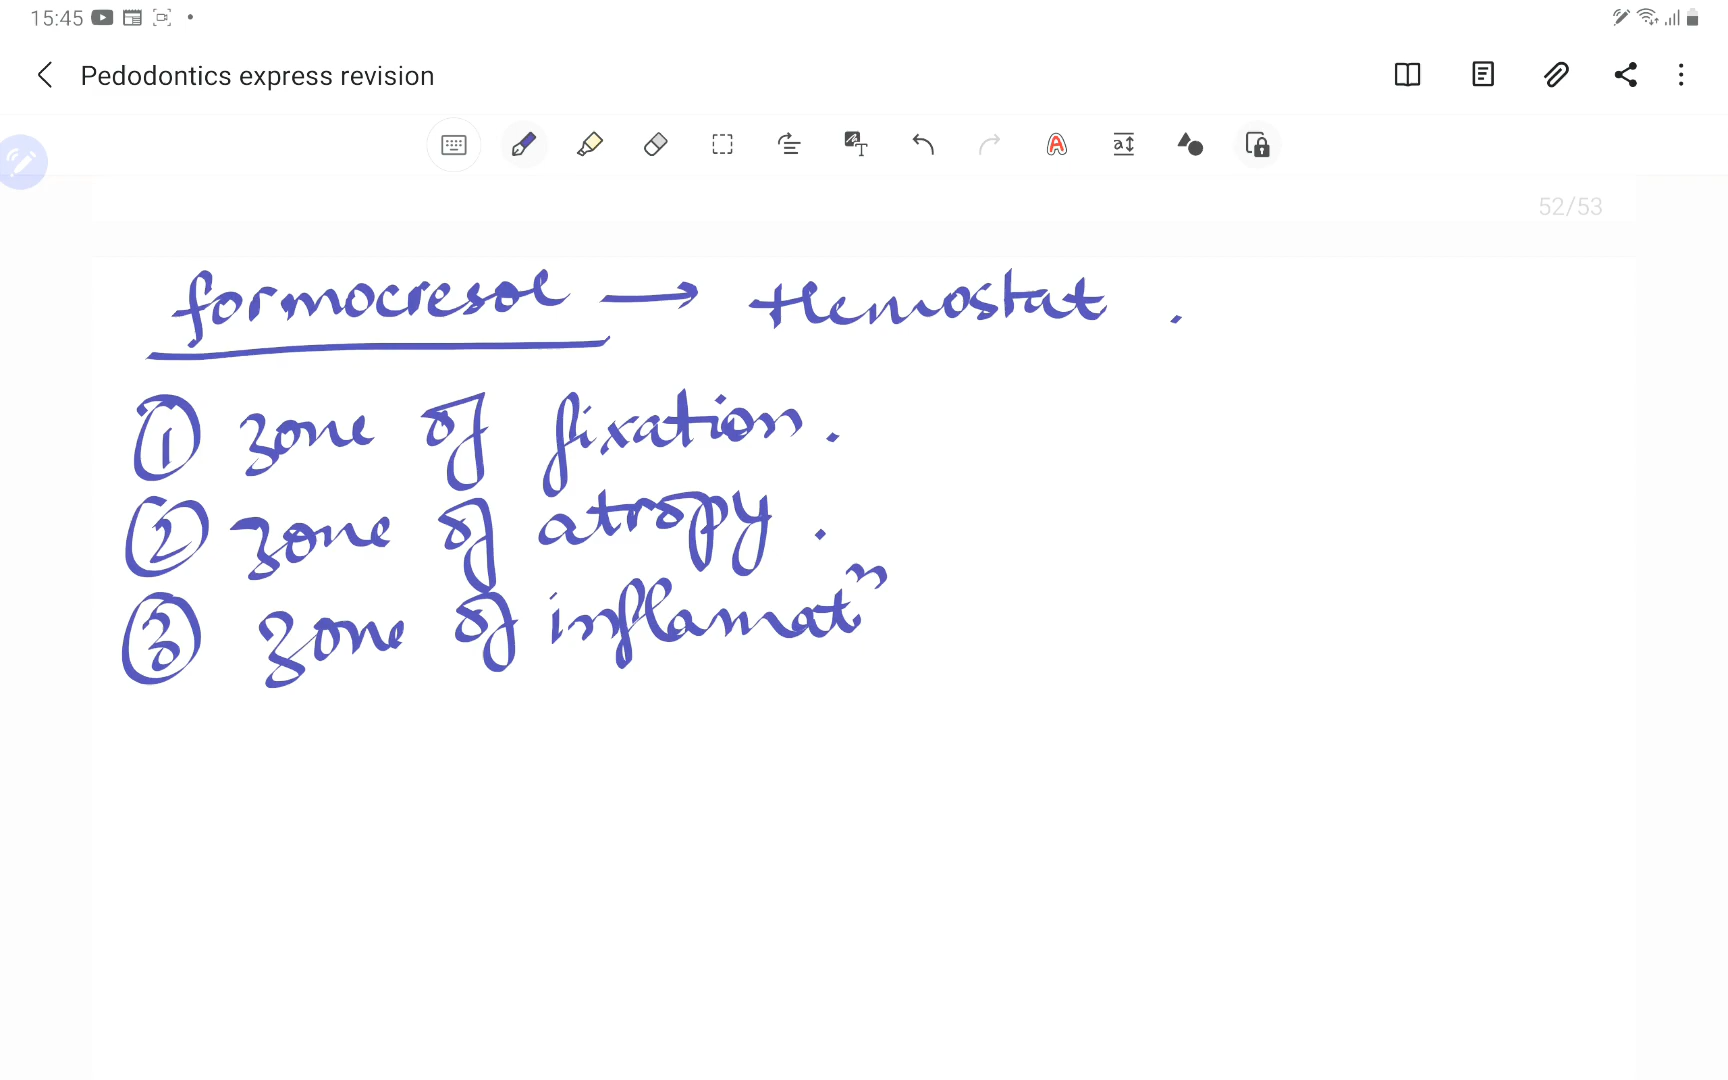 15:45
Pedodontics express revision
52/53
formocresol → Hemostat .
① zone of fixation .
② zone of atropy .
③ zone of inflamatⁿ